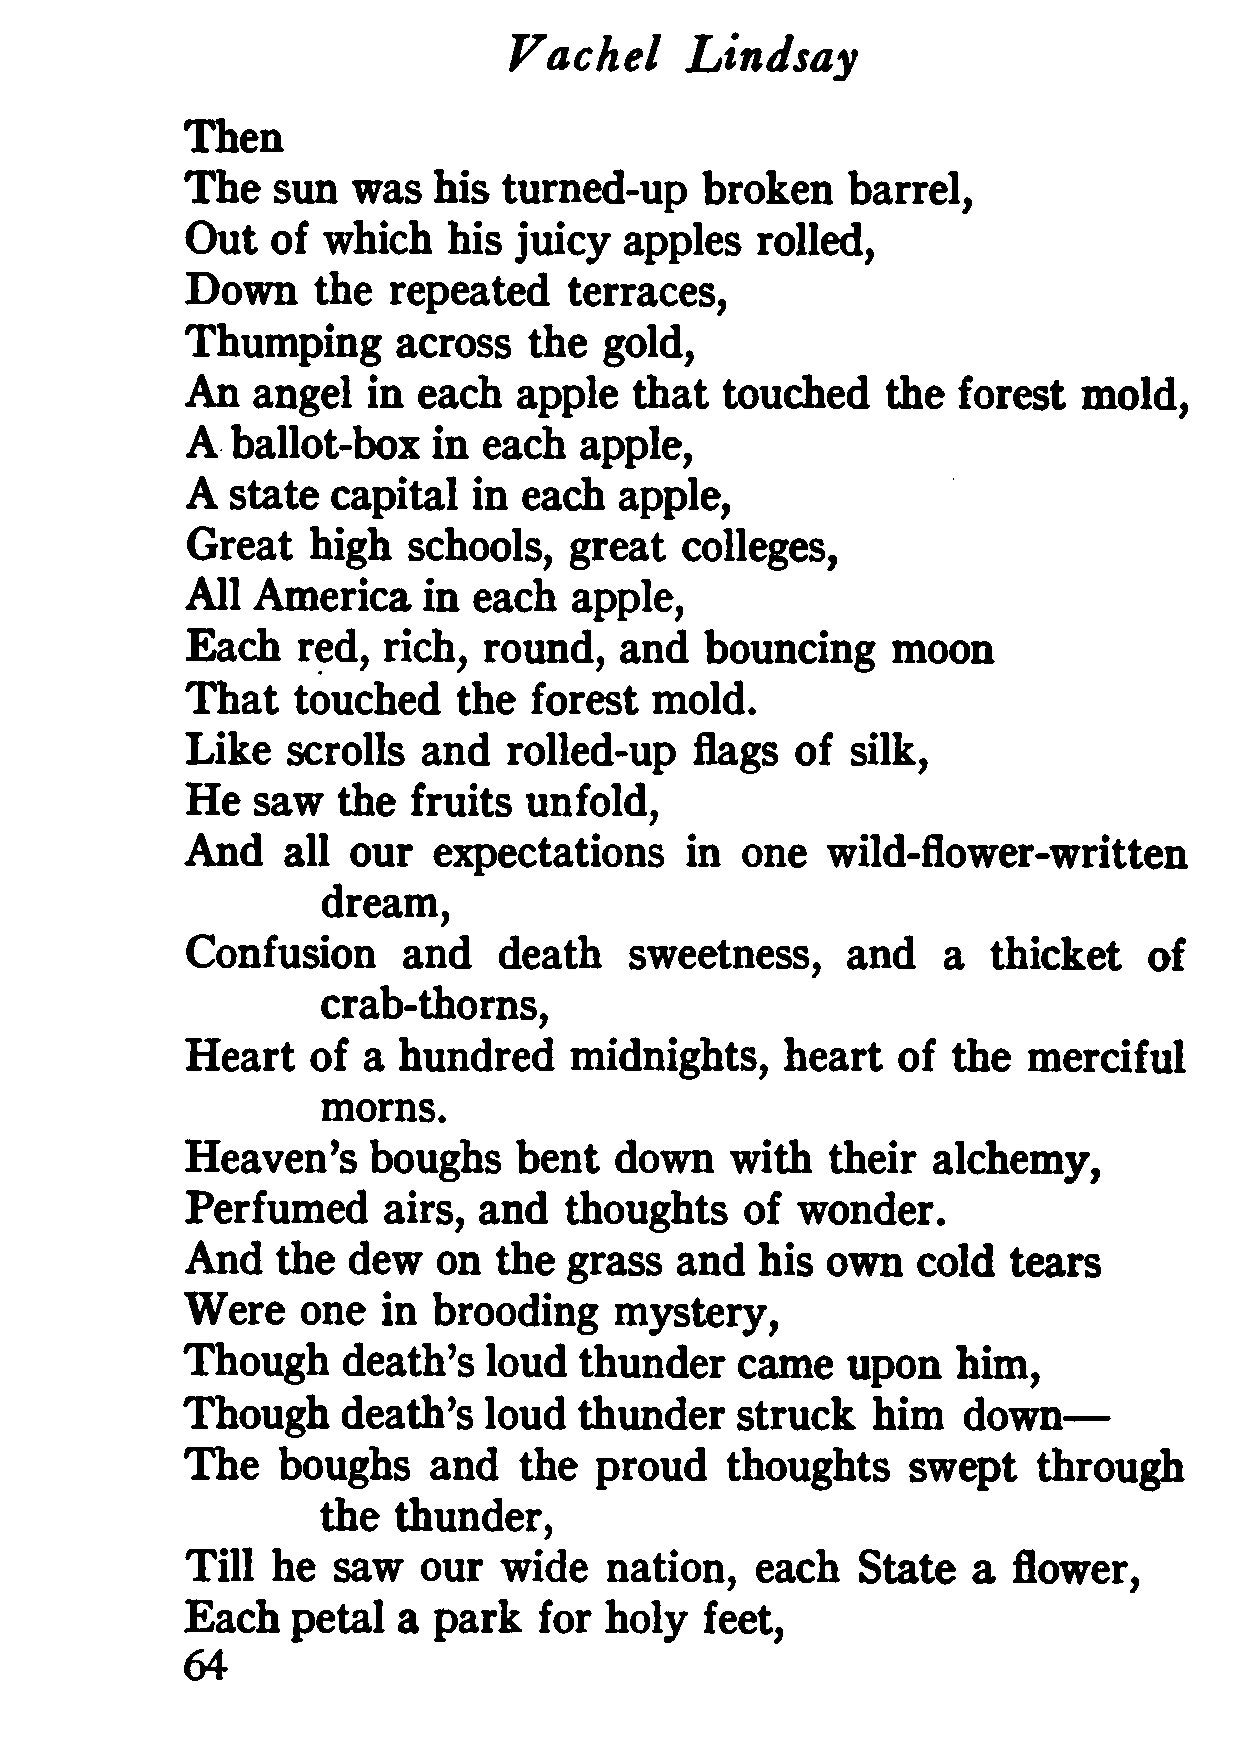 Vachel Lindsay
Then
The sun was his turned-up broken barrel,
Out of which his juicy apples rolled,
Down the repeated terraces,
Thumping across the gold,
An angel in each apple that touched the forest mold,
A ballot-box in each apple,
A state capital in each apple,
Great high schools, great colleges,
All America in each apple,
Each red, rich, round, and bouncing moon
That touched the forest mold.
Like scrolls and rolled-up flags of silk,
He saw the fruits unfold,
And all our expectations in one wild-flower-written
dream,
Confusion and death sweetness, and a thicket of
crab-thorns,
Heart of a hundred midnights, heart of the merciful
morns.
Heaven's boughs bent down with their alchemy,
Perfumed airs, and thoughts of wonder.
And the dew on the grass and his own cold tears
Were one in brooding mystery,
Though death's loud thunder came upon him,
Though death's loud thunder struck him down—
The boughs and the proud thoughts swept through
the thunder,
Till he saw our wide nation, each State a flower,
Each petal a park for holy feet,
64